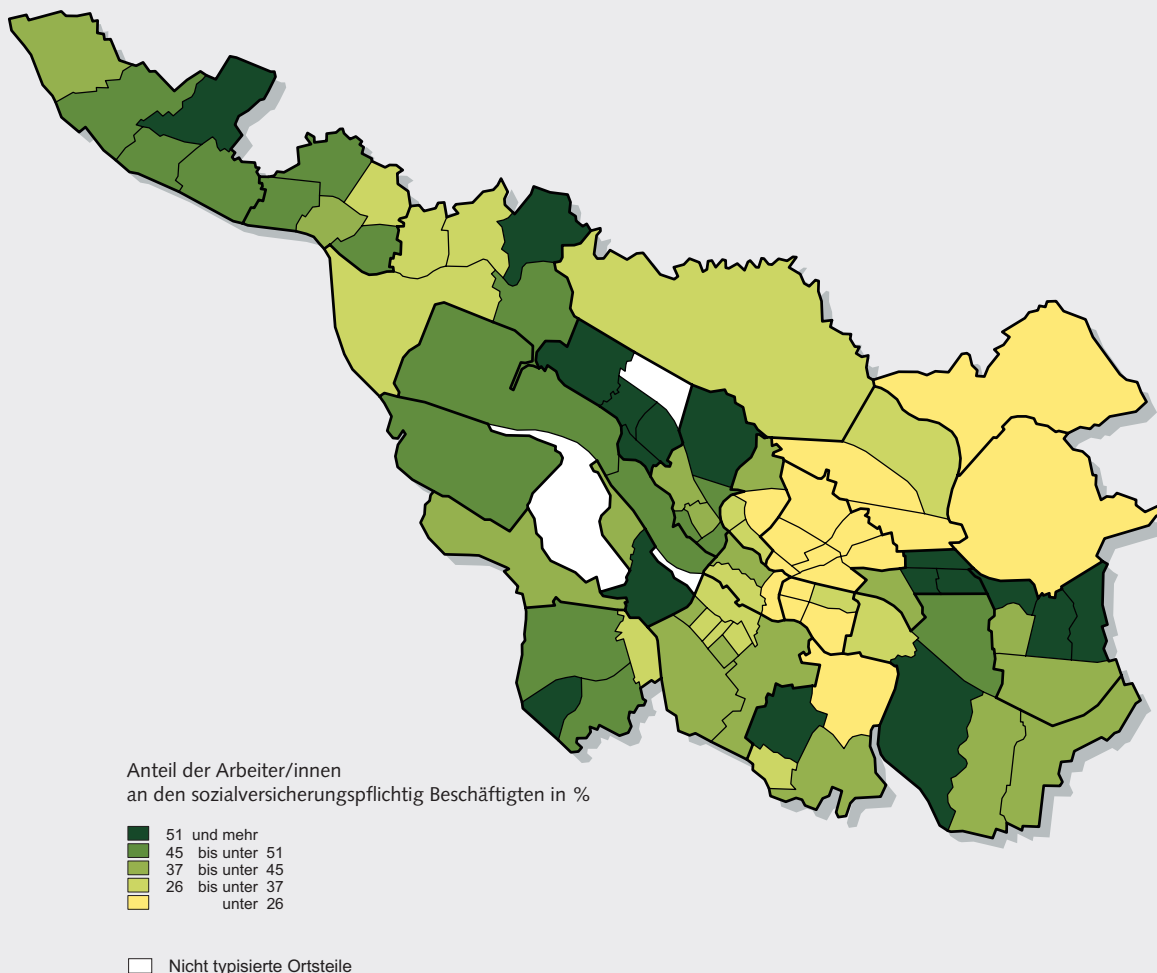 Anteil der Arbeiter/innen
an den sozialversicherungspflichtig Beschäftigten in %
51 und mehr
45 bis unter 51
37 bis unter 45
26 bis unter 37
unter 26
Nicht typisierte Ortsteile